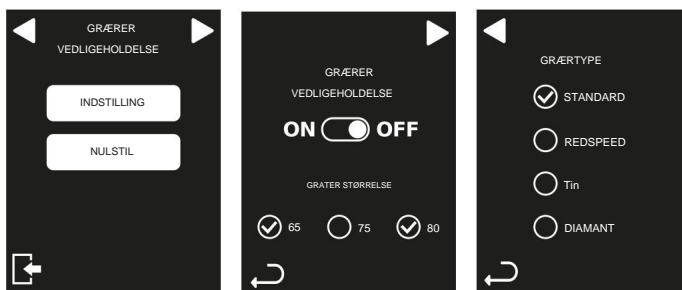 GRÆRER
VEDLIGEHOLDELSE
INDSTILLING
NULSTIL
GRÆRER
VEDLIGEHOLDELSE
ON OFF
GRATER STØRRELSE
65 75 80
GRÆRTYPE
STANDARD
REDSPEED
Tin
DIAMANT